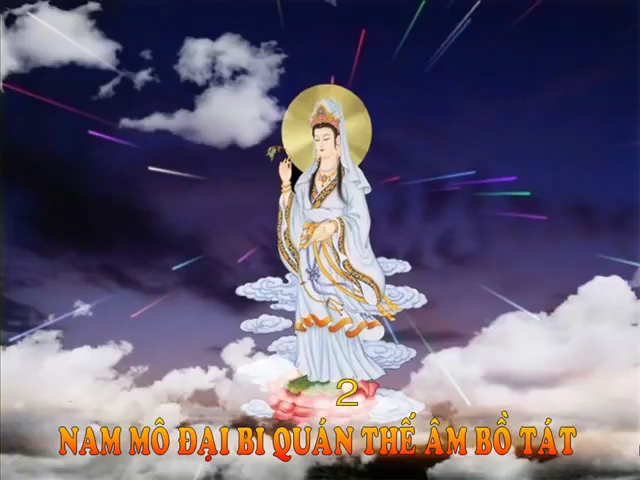 2
NAM MÔ ĐẠI BI QUÁN THẾ ÂM BỒ TÁT